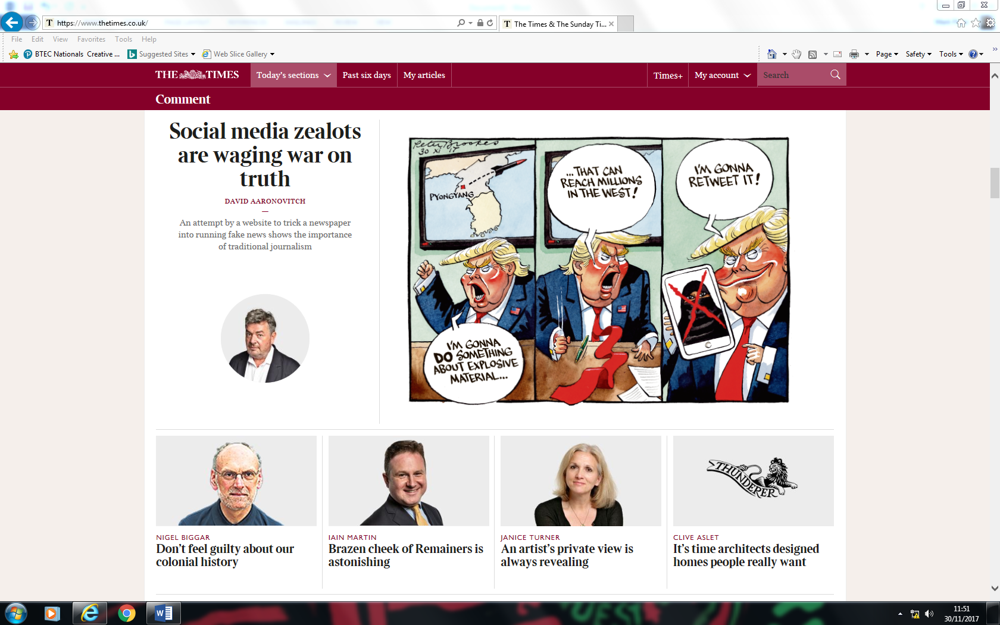 https://www.thetimes.co.uk/
T The Times & The Sunday Ti...
File Edit View Favorites Tools Help
BTEC Nationals Creative ... Suggested Sites Web Slice Gallery
Page Safety Tools
THE TIMES Today's sections Past six days My articles Times+ My account Search
Comment
Social media zealots
are waging war on
truth
DAVID AARONOVITCH
An attempt by a website to trick a newspaper
into running fake news shows the importance
of traditional journalism
Peter Brookes
30 XI 17
PYONGYANG
I'M GONNA
DO SOMETHING
ABOUT EXPLOSIVE
MATERIAL...
...THAT CAN
REACH MILLIONS
IN THE WEST!
I'M GONNA
RETWEET IT!
THUNDERER
NIGEL BIGGAR
Don't feel guilty about our
colonial history
IAIN MARTIN
Brazen cheek of Remainers is
astonishing
JANICE TURNER
An artist's private view is
always revealing
CLIVE ASLET
It's time architects designed
homes people really want
11:51
30/11/2017